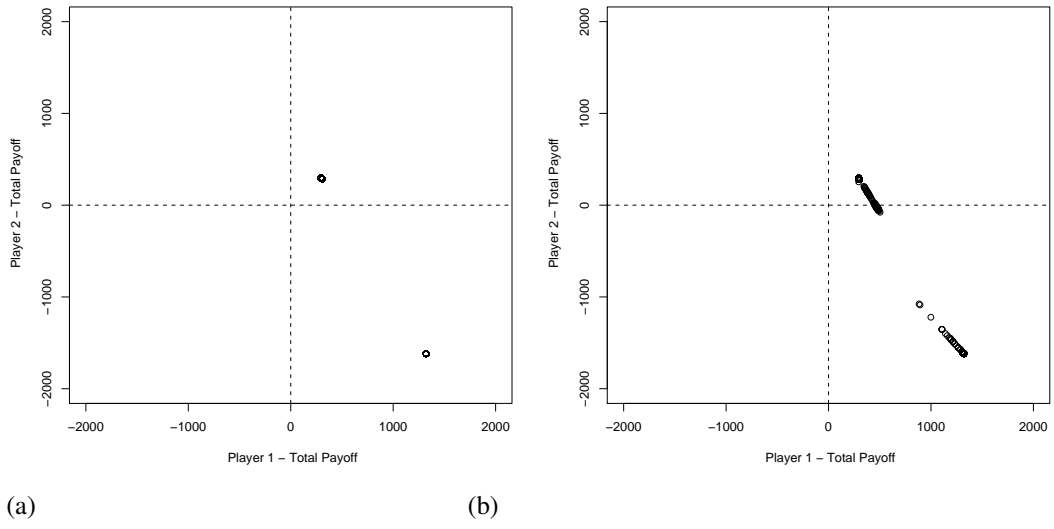 2000
1000
0
−1000
−2000
Player 2 − Total Payoff
−2000 −1000 0 1000 2000
Player 1 − Total Payoff
(a)
2000
1000
0
−1000
−2000
Player 2 − Total Payoff
−2000 −1000 0 1000 2000
Player 1 − Total Payoff
(b)